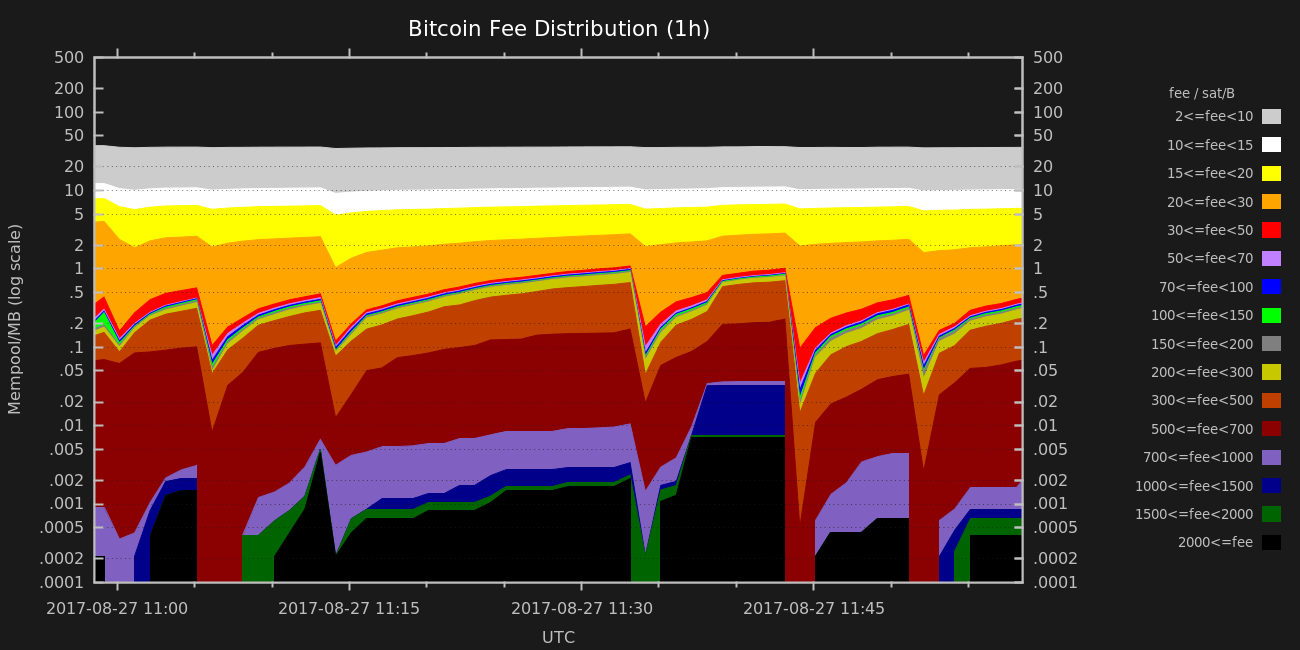 Bitcoin Fee Distribution (1h)
Mempool/MB (log scale)
500
200
100
50
20
10
5
2
1
.5
.2
.1
.05
.02
.01
.005
.002
.001
.0005
.0002
.0001
500
200
100
50
20
10
5
2
1
.5
.2
.1
.05
.02
.01
.005
.002
.001
.0005
.0002
.0001
2017-08-27 11:00
2017-08-27 11:15
2017-08-27 11:30
2017-08-27 11:45
UTC
fee / sat/B
2<=fee<10
10<=fee<15
15<=fee<20
20<=fee<30
30<=fee<50
50<=fee<70
70<=fee<100
100<=fee<150
150<=fee<200
200<=fee<300
300<=fee<500
500<=fee<700
700<=fee<1000
1000<=fee<1500
1500<=fee<2000
2000<=fee